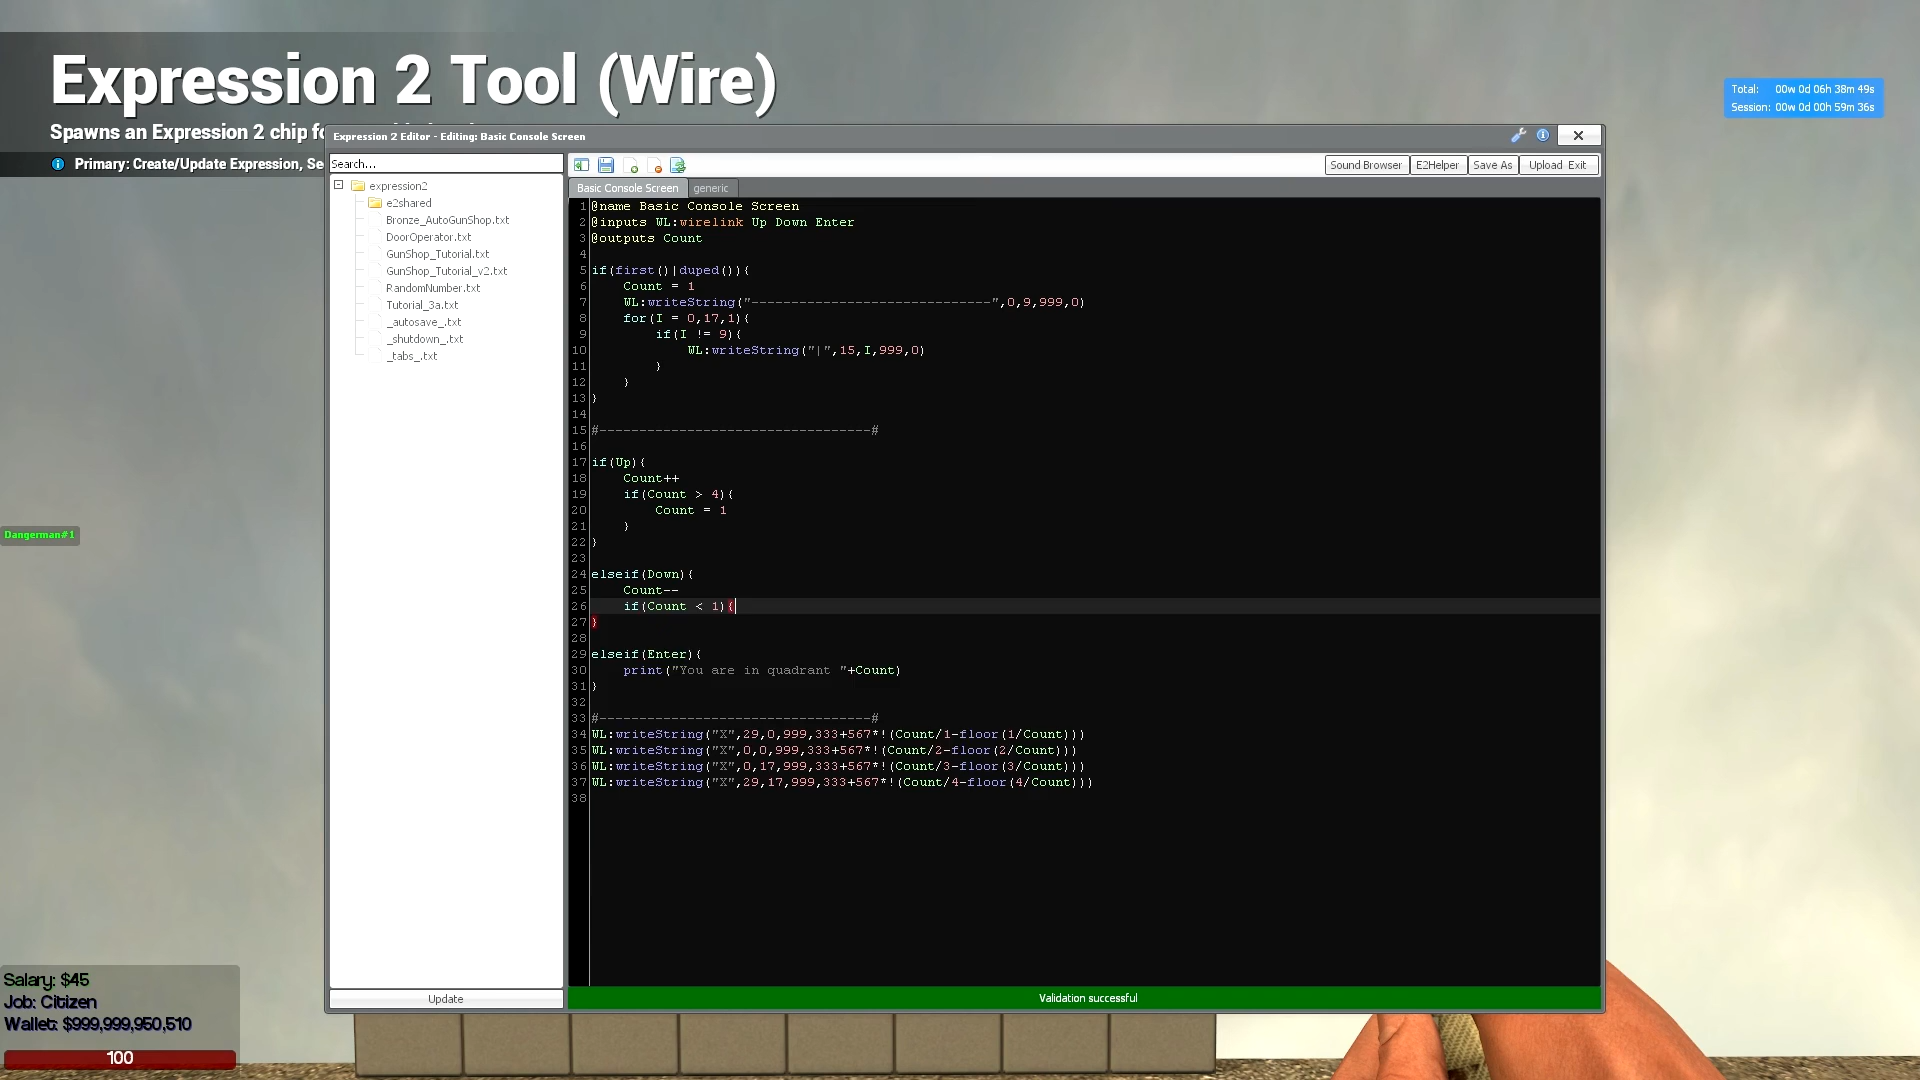 Expression 2 Tool (Wire)
Spawns an Expression 2 chip fo
Primary: Create/Update Expression, Se
Total: 00w 0d 06h 38m 49s
Session: 00w 0d 00h 59m 36s
Expression 2 Editor - Editing: Basic Console Screen
Search...
Sound Browser E2Helper Save As Upload Exit
expression2
e2shared
Bronze_AutoGunShop.txt
DoorOperator.txt
GunShop_Tutorial.txt
GunShop_Tutorial_v2.txt
RandomNumber.txt
Tutorial_3a.txt
_autosave_.txt
_shutdown_.txt
_tabs_.txt
Update
Basic Console Screen generic
1 @name Basic Console Screen
2 @inputs WL:wirelink Up Down Enter
3 @outputs Count
4
5 if(first()|duped()){
6 Count = 1
7 WL:writeString("------------------------------",0,9,999,0)
8 for(I = 0,17,1){
9 if(I != 9){
10 WL:writeString("|",15,I,999,0)
11 }
12 }
13 }
14
15 #----------------------------------#
16
17 if(Up){
18 Count++
19 if(Count > 4){
20 Count = 1
21 }
22 }
23
24 elseif(Down){
25 Count--
26 if(Count < 1){
27 }
28
29 elseif(Enter){
30 print("You are in quadrant "+Count)
31 }
32
33 #----------------------------------#
34 WL:writeString("X",29,0,999,333+567*!(Count/1-floor(1/Count)))
35 WL:writeString("X",0,0,999,333+567*!(Count/2-floor(2/Count)))
36 WL:writeString("X",0,17,999,333+567*!(Count/3-floor(3/Count)))
37 WL:writeString("X",29,17,999,333+567*!(Count/4-floor(4/Count)))
38
Validation successful
Dangerman#1
Salary: $45
Job: Citizen
Wallet: $999,999,950,510
100